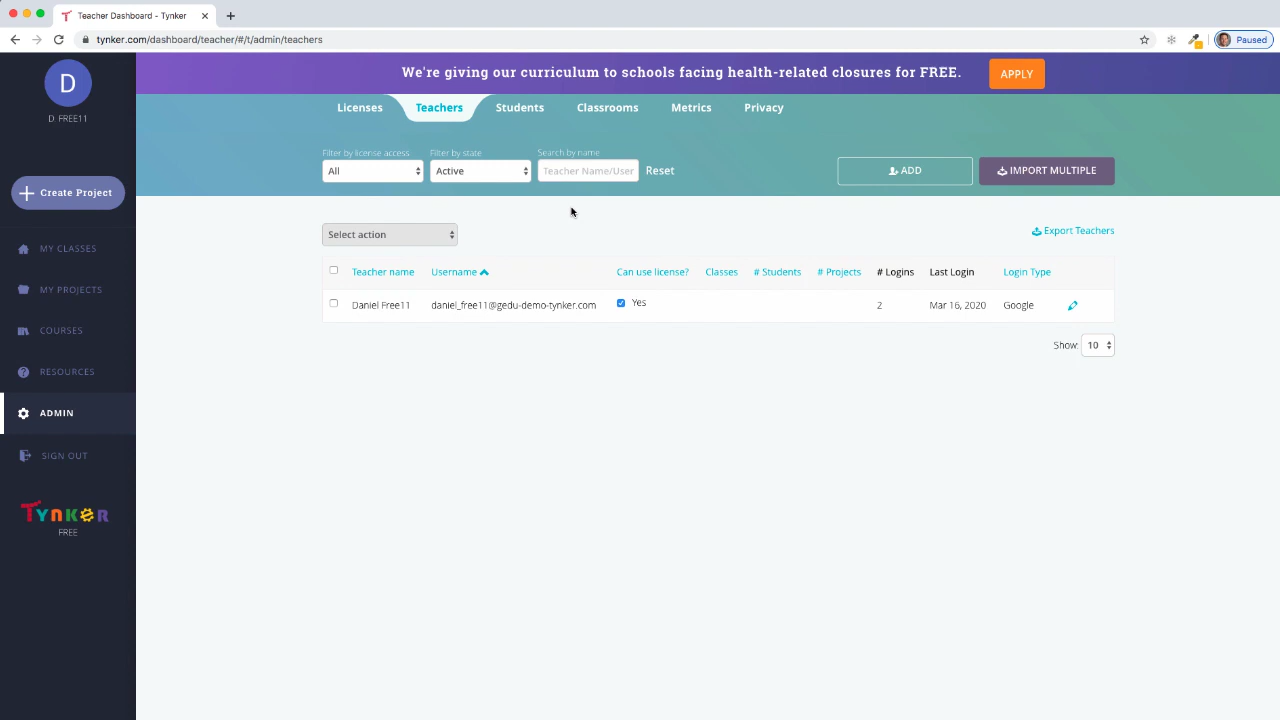 Teacher Dashboard - Tynker
tynker.com/dashboard/teacher/#/t/admin/teachers
Paused
D
D. FREE11
Create Project
MY CLASSES
MY PROJECTS
COURSES
RESOURCES
ADMIN
SIGN OUT
TYNKER
FREE
We're giving our curriculum to schools facing health-related closures for FREE.
APPLY
Licenses Teachers Students Classrooms Metrics Privacy
Filter by license access Filter by state Search by name
All Active Teacher Name/User Reset ADD IMPORT MULTIPLE
Select action Export Teachers
Teacher name Username Can use license? Classes # Students # Projects # Logins Last Login Login Type
Daniel Free11 daniel_free11@gedu-demo-tynker.com Yes 2 Mar 16, 2020 Google
Show: 10